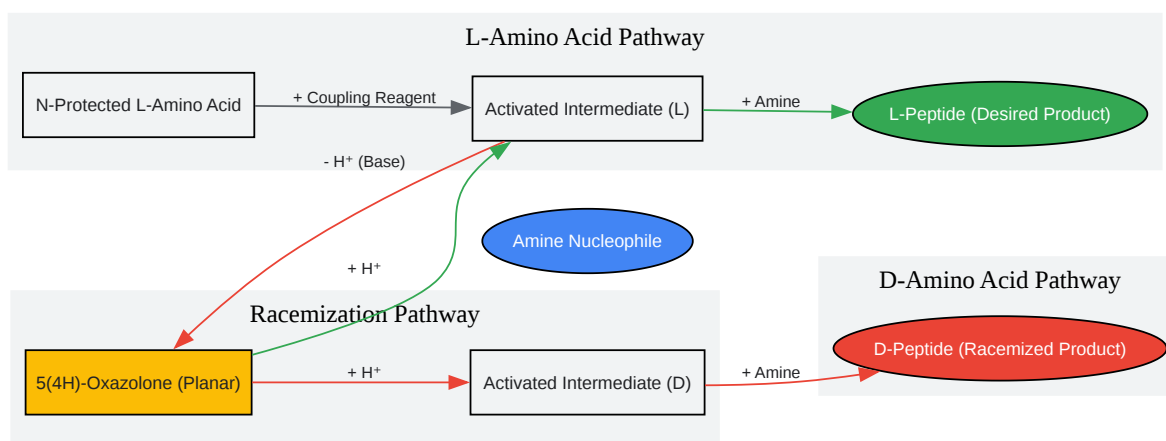 L-Amino Acid Pathway
N-Protected L-Amino Acid
+ Coupling Reagent
Activated Intermediate (L)
+ Amine
L-Peptide (Desired Product)
- H⁺ (Base)
Amine Nucleophile
+ H⁺
D-Amino Acid Pathway
Racemization Pathway
D-Peptide (Racemized Product)
5(4H)-Oxazolone (Planar)
+ H⁺
Activated Intermediate (D)
+ Amine